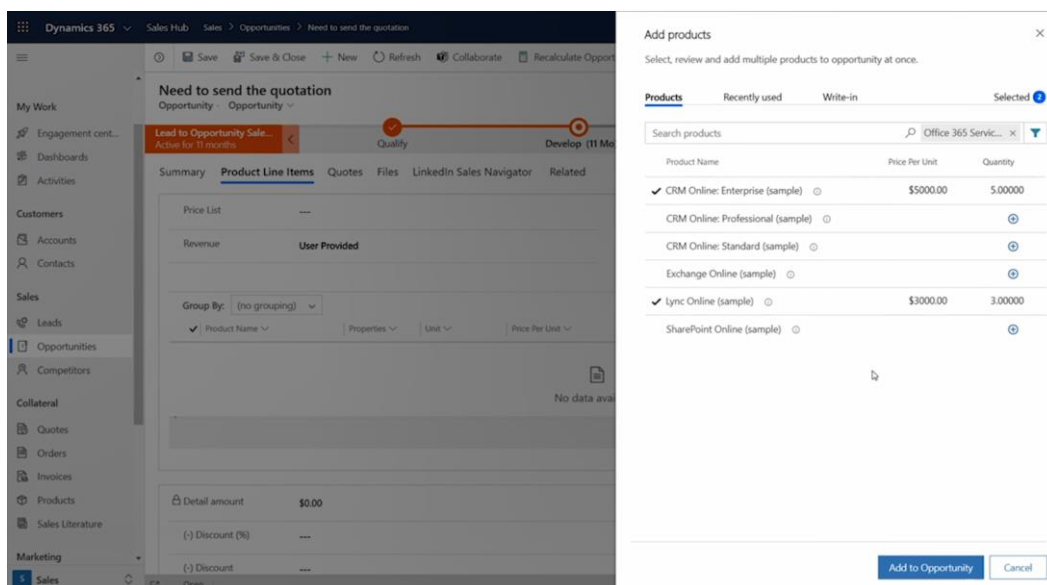 Dynamics 365
Sales Hub Sales > Opportunities > Need to send the quotation
Save Save & Close + New Refresh Collaborate Recalculate Opport
Need to send the quotation
Opportunity · Opportunity
Lead to Opportunity Sale...
Active for 11 months
Qualify
Develop (11 Mo
Summary Product Line Items Quotes Files LinkedIn Sales Navigator Related
Price List ---
Revenue User Provided
Group By: (no grouping)
Product Name Properties Unit Price Per Unit
No data avai
Detail amount $0.00
(-) Discount (%) ---
(-) Discount ---
Open
My Work
Engagement cent...
Dashboards
Activities
Customers
Accounts
Contacts
Sales
Leads
Opportunities
Competitors
Collateral
Quotes
Orders
Invoices
Products
Sales Literature
Marketing
S Sales
Add products
Select, review and add multiple products to opportunity at once.
Products Recently used Write-in Selected 2
Search products Office 365 Servic... ×
Product Name Price Per Unit Quantity
CRM Online: Enterprise (sample) $5000.00 5.00000
CRM Online: Professional (sample)
CRM Online: Standard (sample)
Exchange Online (sample)
Lync Online (sample) $3000.00 3.00000
SharePoint Online (sample)
Add to Opportunity Cancel